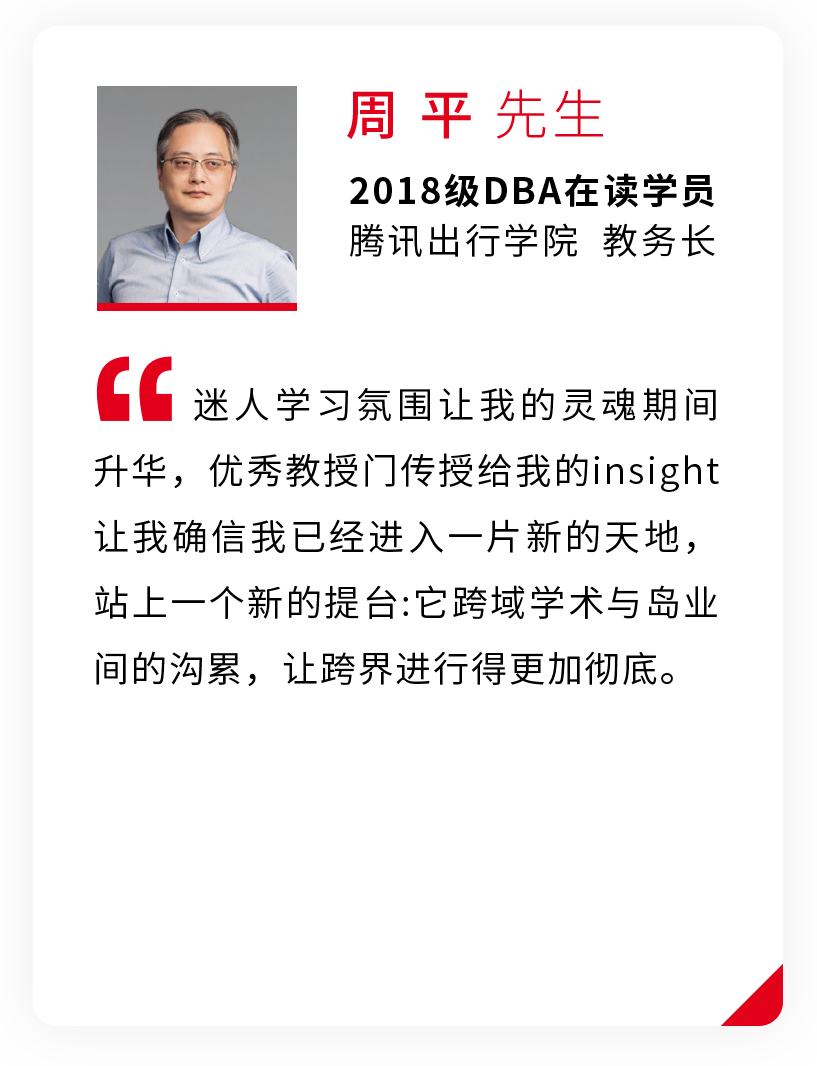 周平先生
2018级DBA在读学员
腾讯出行学院 教务长
迷人学习氛围让我的灵魂期间
升华，优秀教授门传授给我的insight
让我确信我已经进入一片新的天地，
站上一个新的提台:它跨域学术与岛业
间的沟累，让跨界进行得更加彻底。